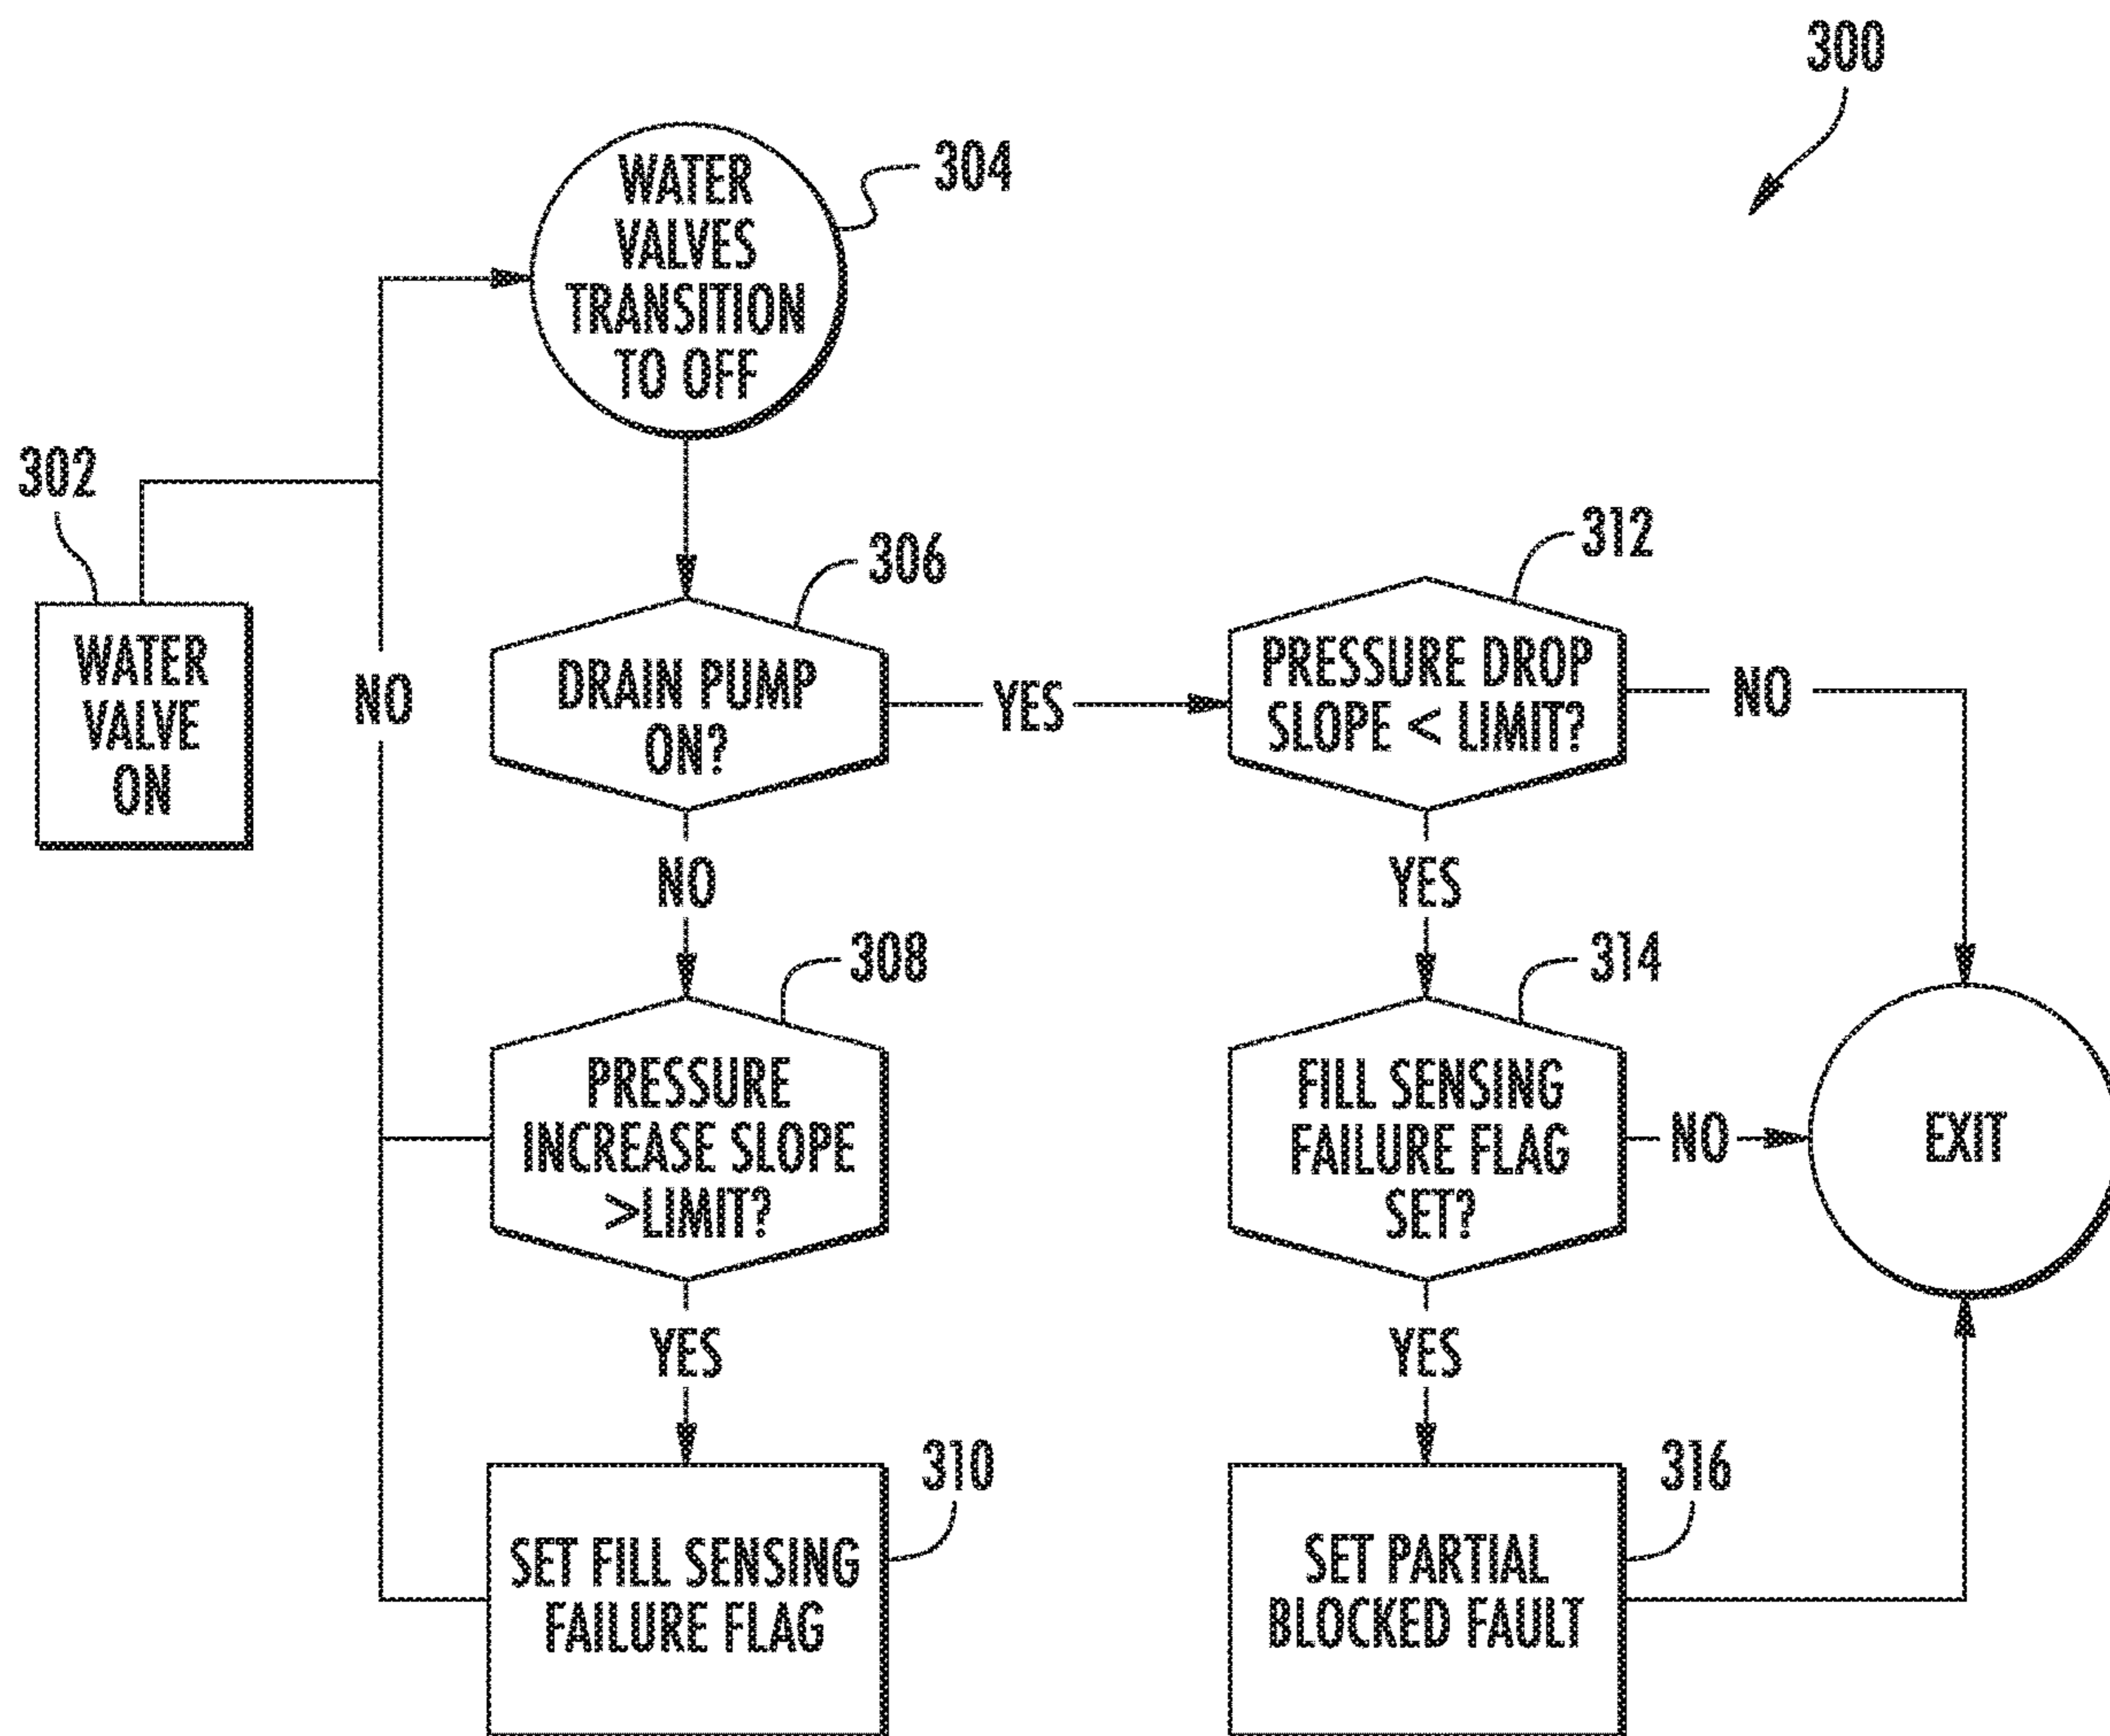 300
304
WATER
VALVES
TRANSITION
TO OFF
302
WATER
VALVE
ON
NO
306
DRAIN PUMP
ON?
YES
312
PRESSURE DROP
SLOPE < LIMIT?
NO
NO
YES
308
PRESSURE
INCREASE SLOPE
>LIMIT?
314
FILL SENSING
FAILURE FLAG
SET?
NO
EXIT
YES
YES
310
SET FILL SENSING
FAILURE FLAG
316
SET PARTIAL
BLOCKED FAULT